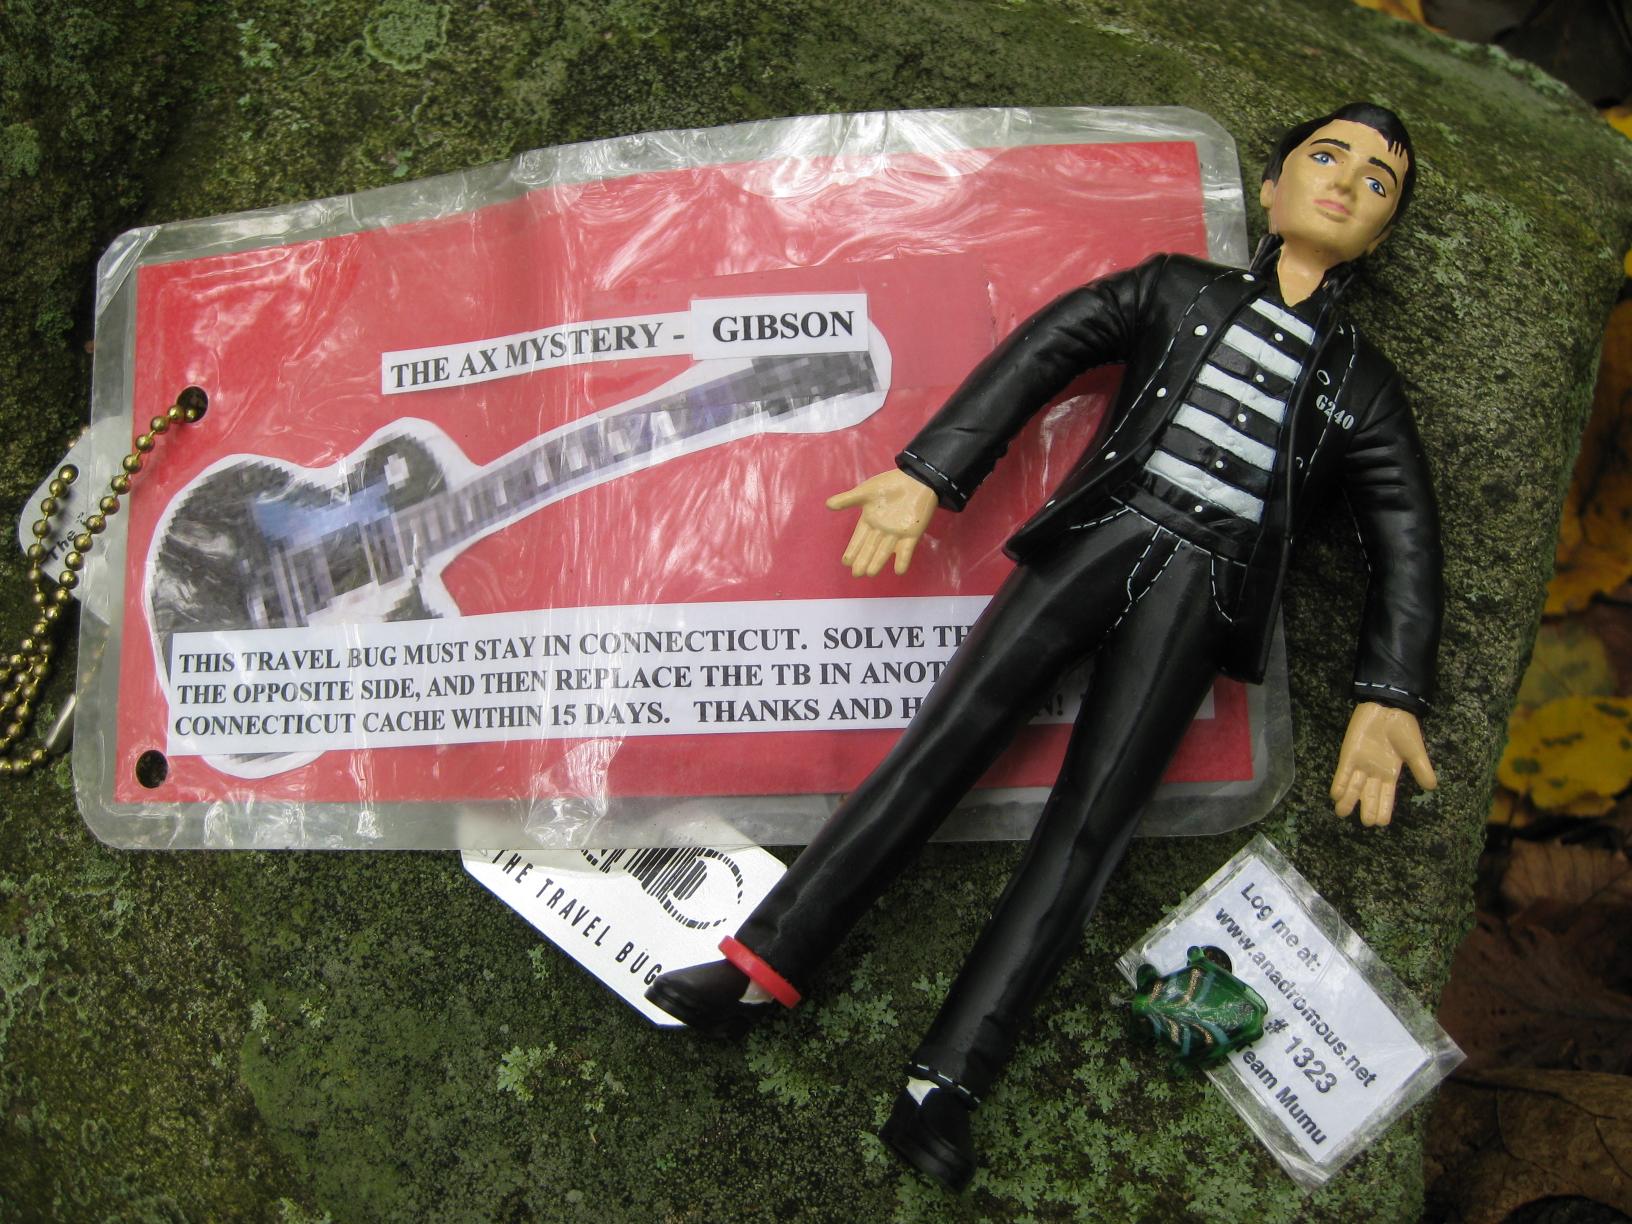 THE AX MYSTERY - GIBSON
THIS TRAVEL BUG MUST STAY IN CONNECTICUT. SOLVE
THE OPPOSITE SIDE, AND THEN REPLACE THE TB IN
CONNECTICUT CACHE WITHIN 15 DAYS. THANKS AND
G240
The
THE TRAVEL BUG
Log me at:
www.anadromous.net
# 1323
eam Mumu